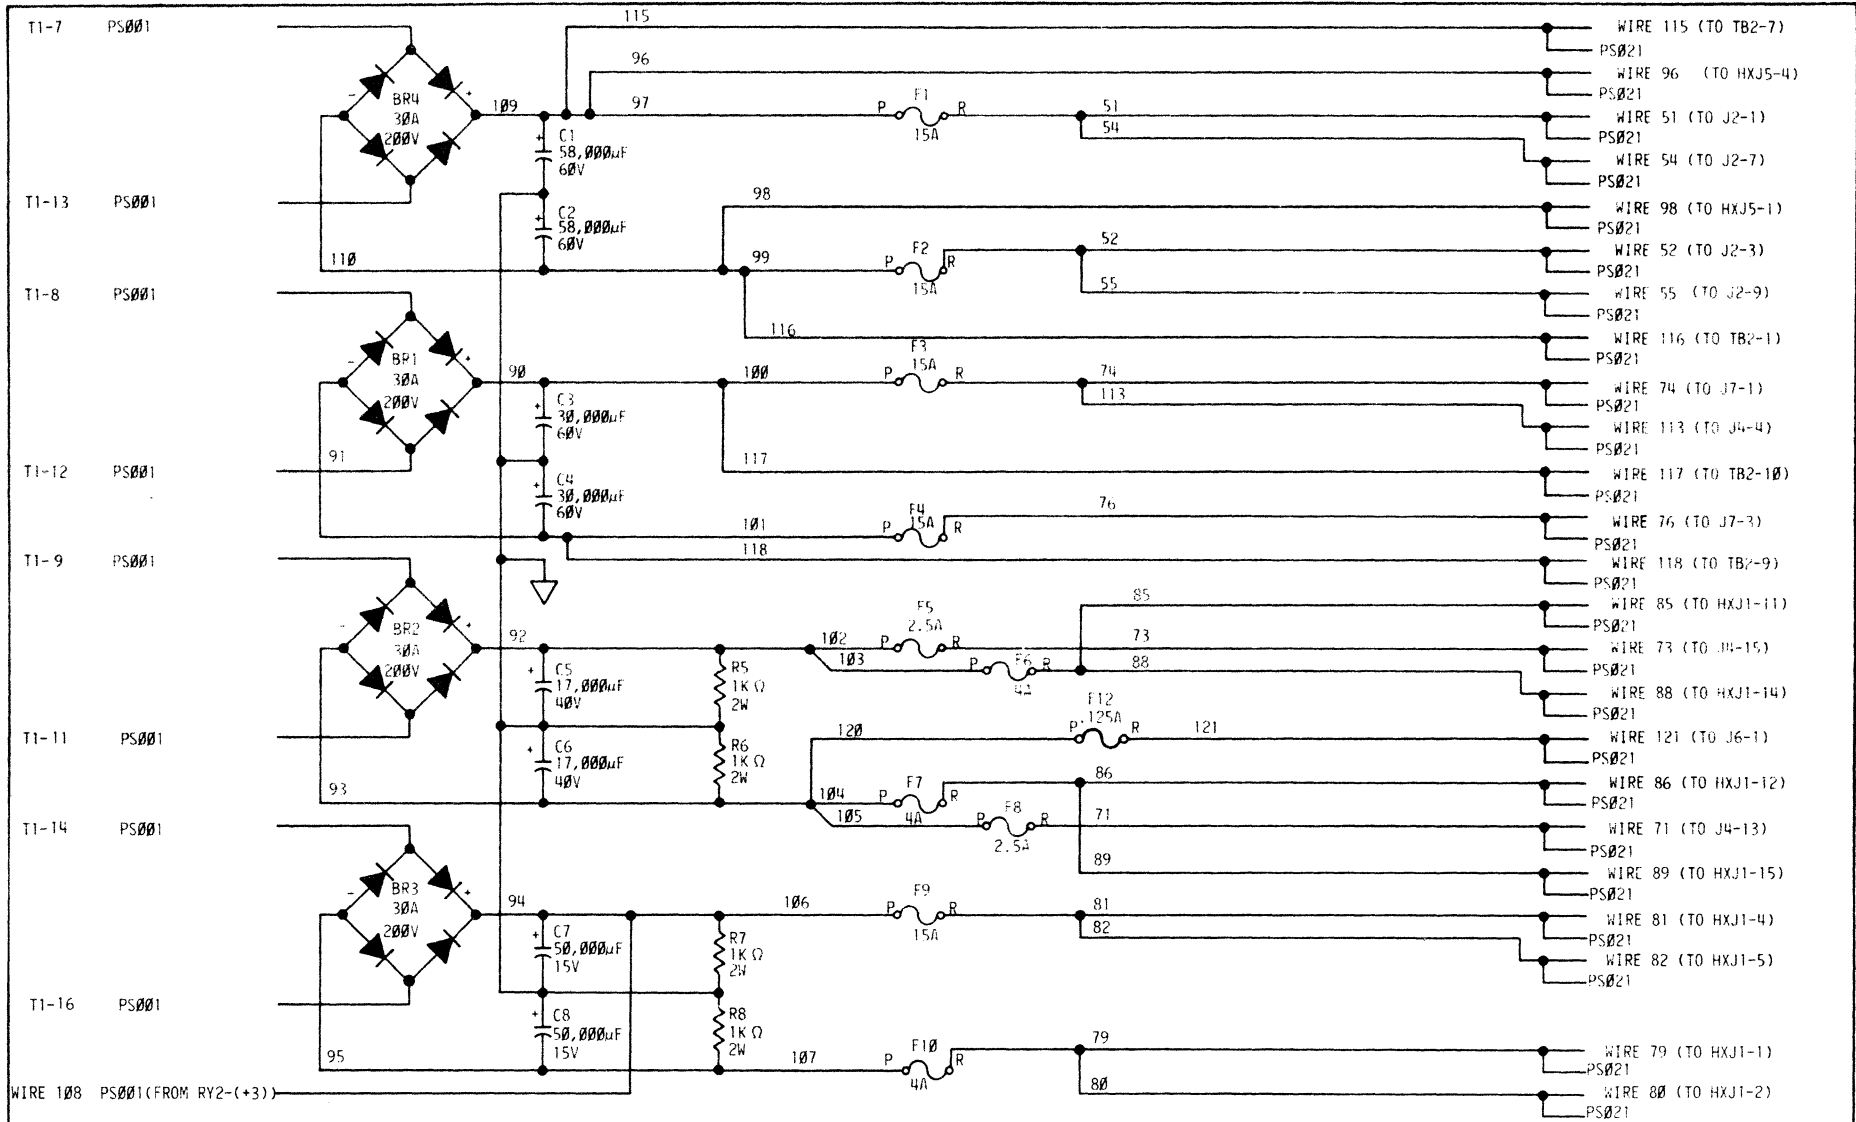 T1-7 PSØØ1
115
WIRE 115 (TO TB2-7)
PSØ21
96
WIRE 96 (TO HXJ5-4)
PSØ21
BR4
3ØA
2ØØV
-
+
1Ø9
97
P F1 R
15A
51
WIRE 51 (TO J2-1)
PSØ21
54
WIRE 54 (TO J2-7)
PSØ21
+ C1
58,ØØØµF
6ØV
T1-13 PSØØ1
+ C2
58,ØØØµF
6ØV
98
WIRE 98 (TO HXJ5-1)
PSØ21
11Ø
99
P F2 R
15A
52
WIRE 52 (TO J2-3)
PSØ21
55
WIRE 55 (TO J2-9)
PSØ21
T1-8 PSØØ1
116
WIRE 116 (TO TB2-1)
PSØ21
BR1
3ØA
2ØØV
-
+
9Ø
1ØØ
F3
15A
P R
74
WIRE 74 (TO J7-1)
PSØ21
113
WIRE 113 (TO J4-4)
PSØ21
+ C3
3Ø,ØØØµF
6ØV
91
117
WIRE 117 (TO TB2-1Ø)
PSØ21
T1-12 PSØØ1
+ C4
3Ø,ØØØµF
6ØV
1Ø1
F4
15A
P R
76
WIRE 76 (TO J7-3)
PSØ21
118
WIRE 118 (TO TB2-9)
PSØ21
T1-9 PSØØ1
85
WIRE 85 (TO HXJ1-11)
PSØ21
BR2
3ØA
2ØØV
-
+
92
1Ø2
F5
2.5A
P R
73
WIRE 73 (TO J4-15)
PSØ21
1Ø3
P F6 R
4A
88
WIRE 88 (TO HXJ1-14)
PSØ21
+ C5
17,ØØØµF
4ØV
R5
1K Ω
2W
T1-11 PSØØ1
12Ø
F12
.125A
P R
121
WIRE 121 (TO J6-1)
PSØ21
+ C6
17,ØØØµF
4ØV
R6
1K Ω
2W
93
1Ø4
P F7 R
4A
86
WIRE 86 (TO HXJ1-12)
PSØ21
T1-14 PSØØ1
1Ø5
P F8 R
2.5A
71
WIRE 71 (TO J4-13)
PSØ21
89
WIRE 89 (TO HXJ1-15)
PSØ21
BR3
3ØA
2ØØV
-
+
94
1Ø6
P F9 R
15A
81
WIRE 81 (TO HXJ1-4)
PSØ21
82
WIRE 82 (TO HXJ1-5)
PSØ21
+ C7
5Ø,ØØØµF
15V
R7
1K Ω
2W
T1-16 PSØØ1
+ C8
5Ø,ØØØµF
15V
R8
1K Ω
2W
95
1Ø7
P F1Ø R
4A
79
WIRE 79 (TO HXJ1-1)
PSØ21
8Ø
WIRE 8Ø (TO HXJ1-2)
PSØ21
WIRE 1Ø8 PSØØ1(FROM RY2-(+3))